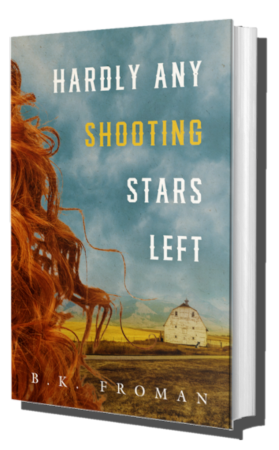 HARDLY ANY
SHOOTING
STARS
LEFT
B.K. FROMAN